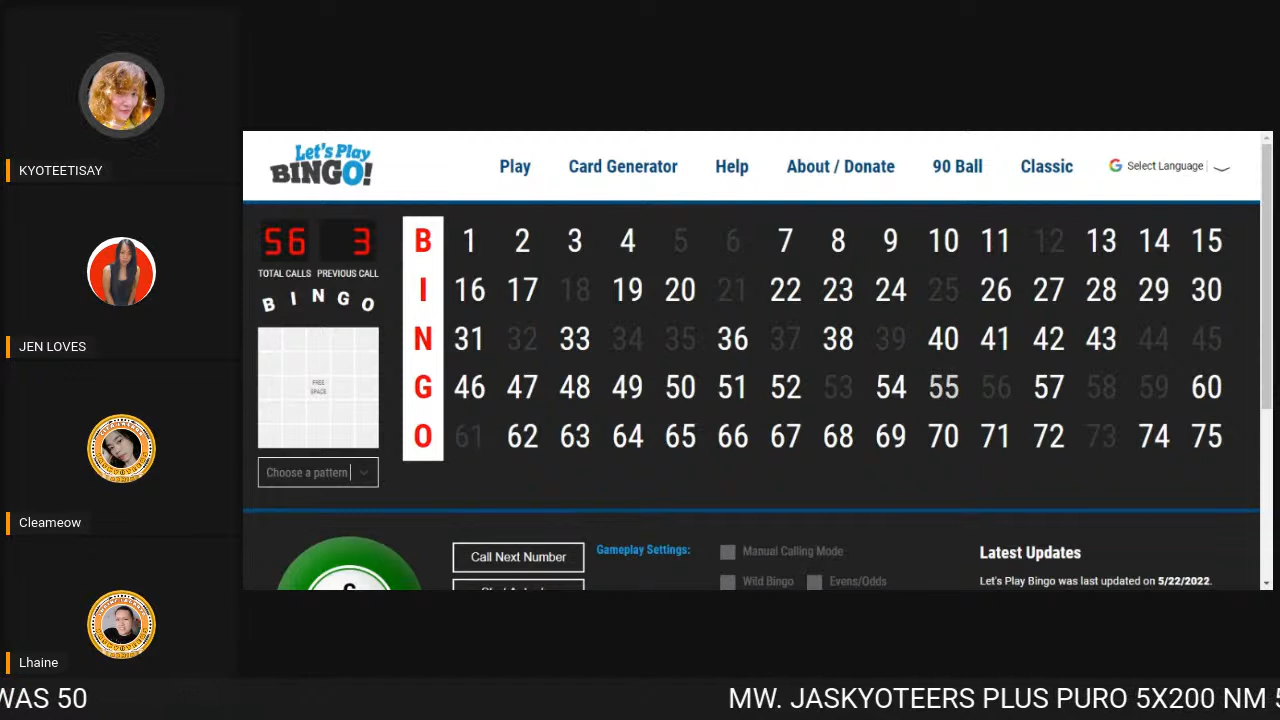 KYOTEETISAY
JEN LOVES
Cleameow
Lhaine
Let's Play
BINGO!
Play Card Generator Help About / Donate 90 Ball Classic Select Language
56 3
TOTAL CALLS PREVIOUS CALL
B I N G O
FREE
SPACE
Choose a pattern
B 1 2 3 4 5 6 7 8 9 10 11 12 13 14 15
I 16 17 18 19 20 21 22 23 24 25 26 27 28 29 30
N 31 32 33 34 35 36 37 38 39 40 41 42 43 44 45
G 46 47 48 49 50 51 52 53 54 55 56 57 58 59 60
O 61 62 63 64 65 66 67 68 69 70 71 72 73 74 75
Call Next Number
Gameplay Settings:
Manual Calling Mode
Wild Bingo Evens/Odds
Latest Updates
Let's Play Bingo was last updated on 5/22/2022.
WAS 50 MW. JASKYOTEERS PLUS PURO 5X200 NM 5